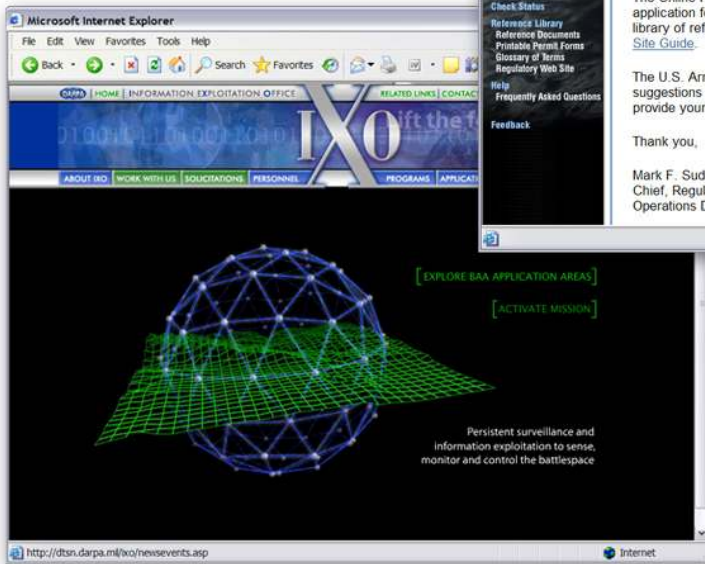 Microsoft Internet Explorer
File Edit View Favorites Tools Help
Back Search Favorites
DARPA HOME INFORMATION EXPLOITATION OFFICE RELATED LINKS CONTACT
IXO
ift the f
ABOUT IXO WORK WITH US SOLICITATIONS PERSONNEL PROGRAMS APPLICATI
[EXPLORE BAA APPLICATION AREAS]
[ACTIVATE MISSION]
Persistent surveillance and
information exploitation to sense,
monitor and control the battlespace
http://dtsn.darpa.mil/ixo/newsevents.asp
Internet
Check Status
Reference Library
Reference Documents
Printable Permit Forms
Glossary of Terms
Regulatory Web Site
Help
Frequently Asked Questions
Feedback
application f
library of ref
Site Guide.
The U.S. Arr
suggestions
provide your
Thank you,
Mark F. Sud
Chief, Regul
Operations D